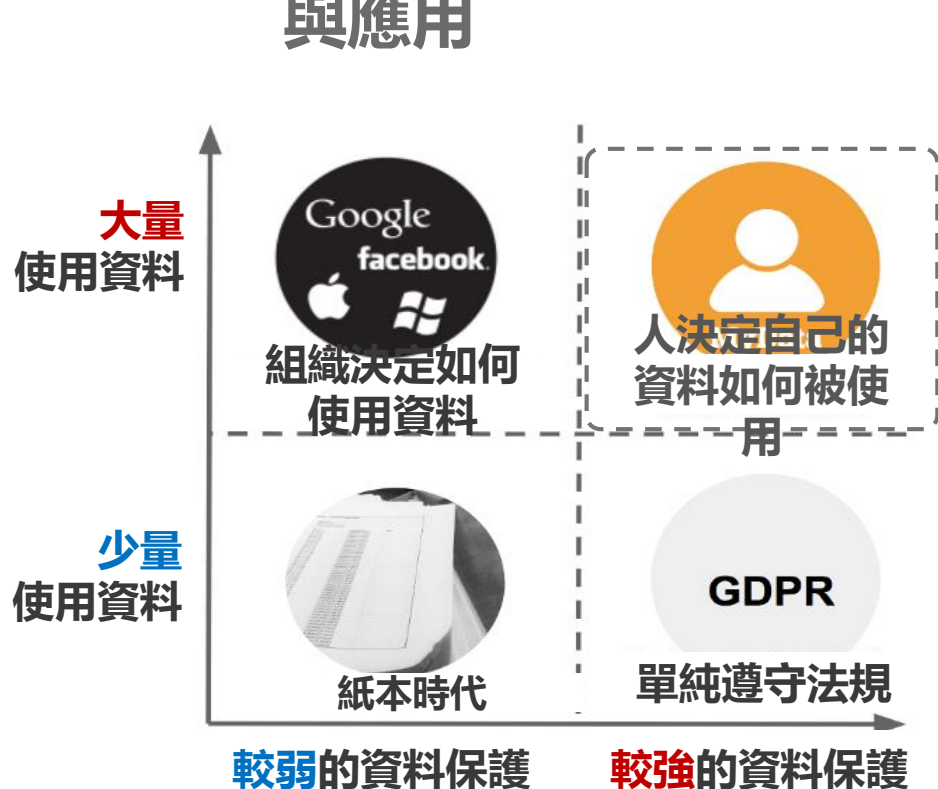 與應用
大量
使用資料
Google
facebook
組織決定如何
使用資料
人決定自己的
資料如何被使
用
少量
使用資料
紙本時代
GDPR
單純遵守法規
較弱的資料保護
較強的資料保護